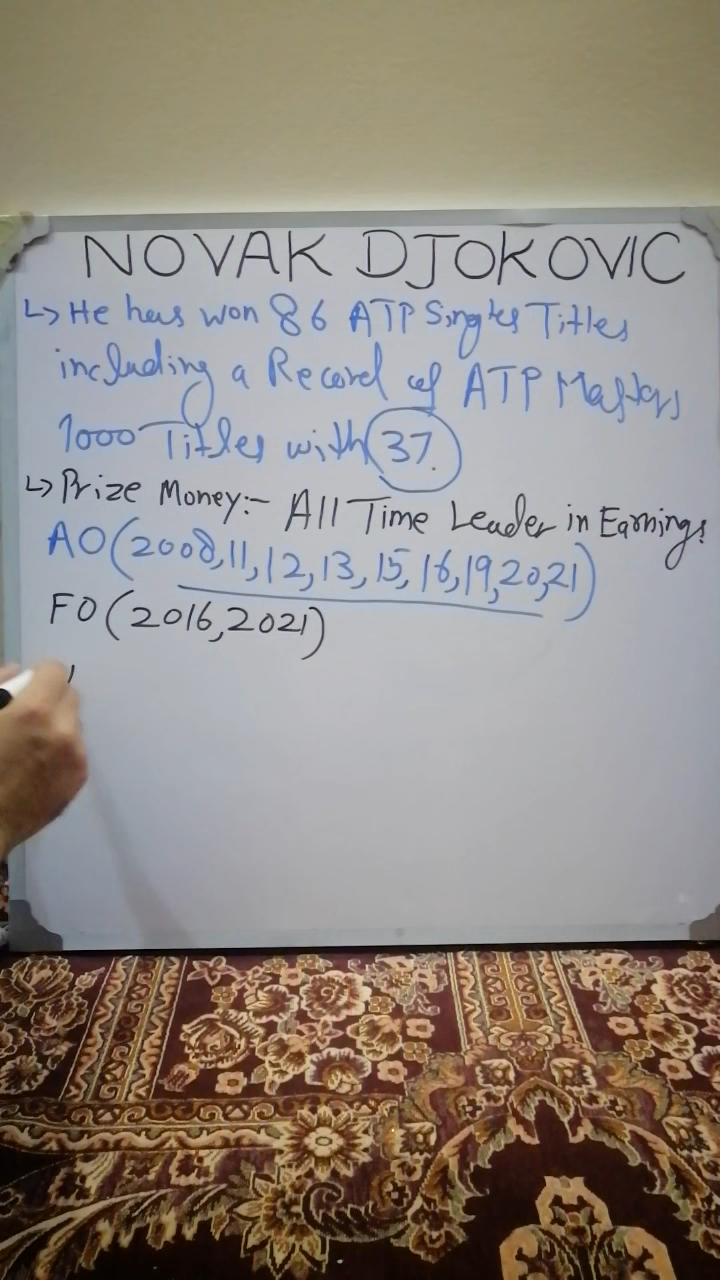 NOVAK DJOKOVIC
↳ He has won 86 ATP Singles Titles
including a Record of ATP Masters
1000 Titles with 37.
↳ Prize Money:- All Time Leader in Earnings.
AO (2008,11,12,13,15,16,19,20,21)
FO (2016,2021)